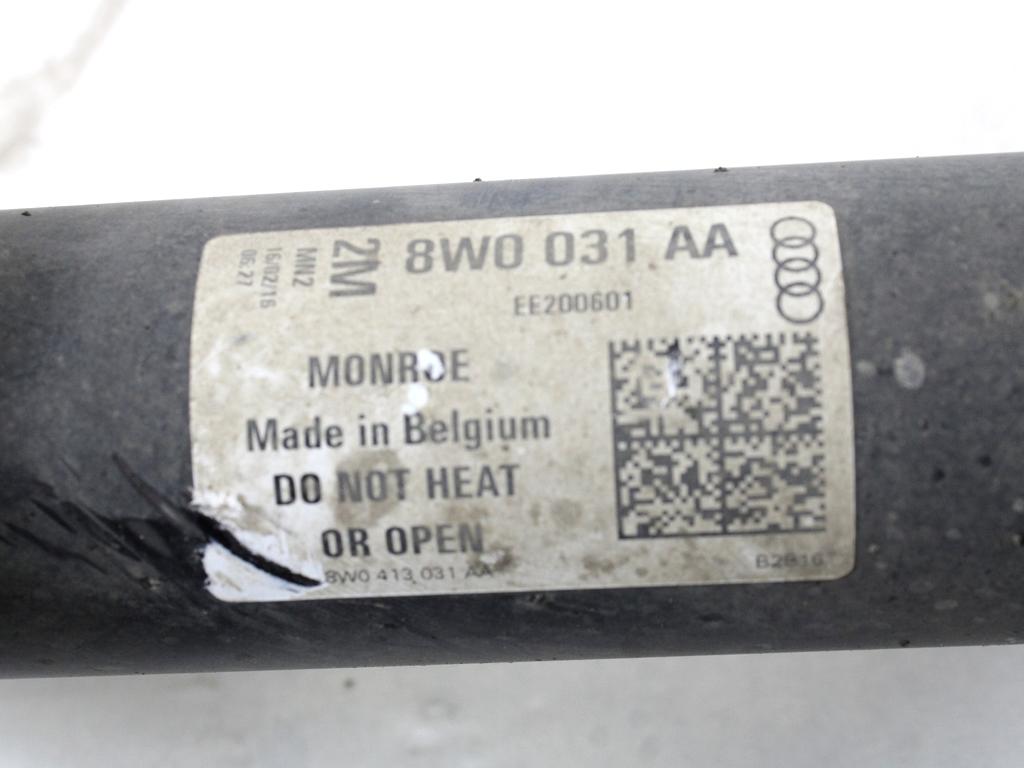 2M
MN2
16/02/16
06:27
8W0 031 AA
EE200601
MONROE
Made in Belgium
DO NOT HEAT
OR OPEN
8W0 413 031 AA
B2816